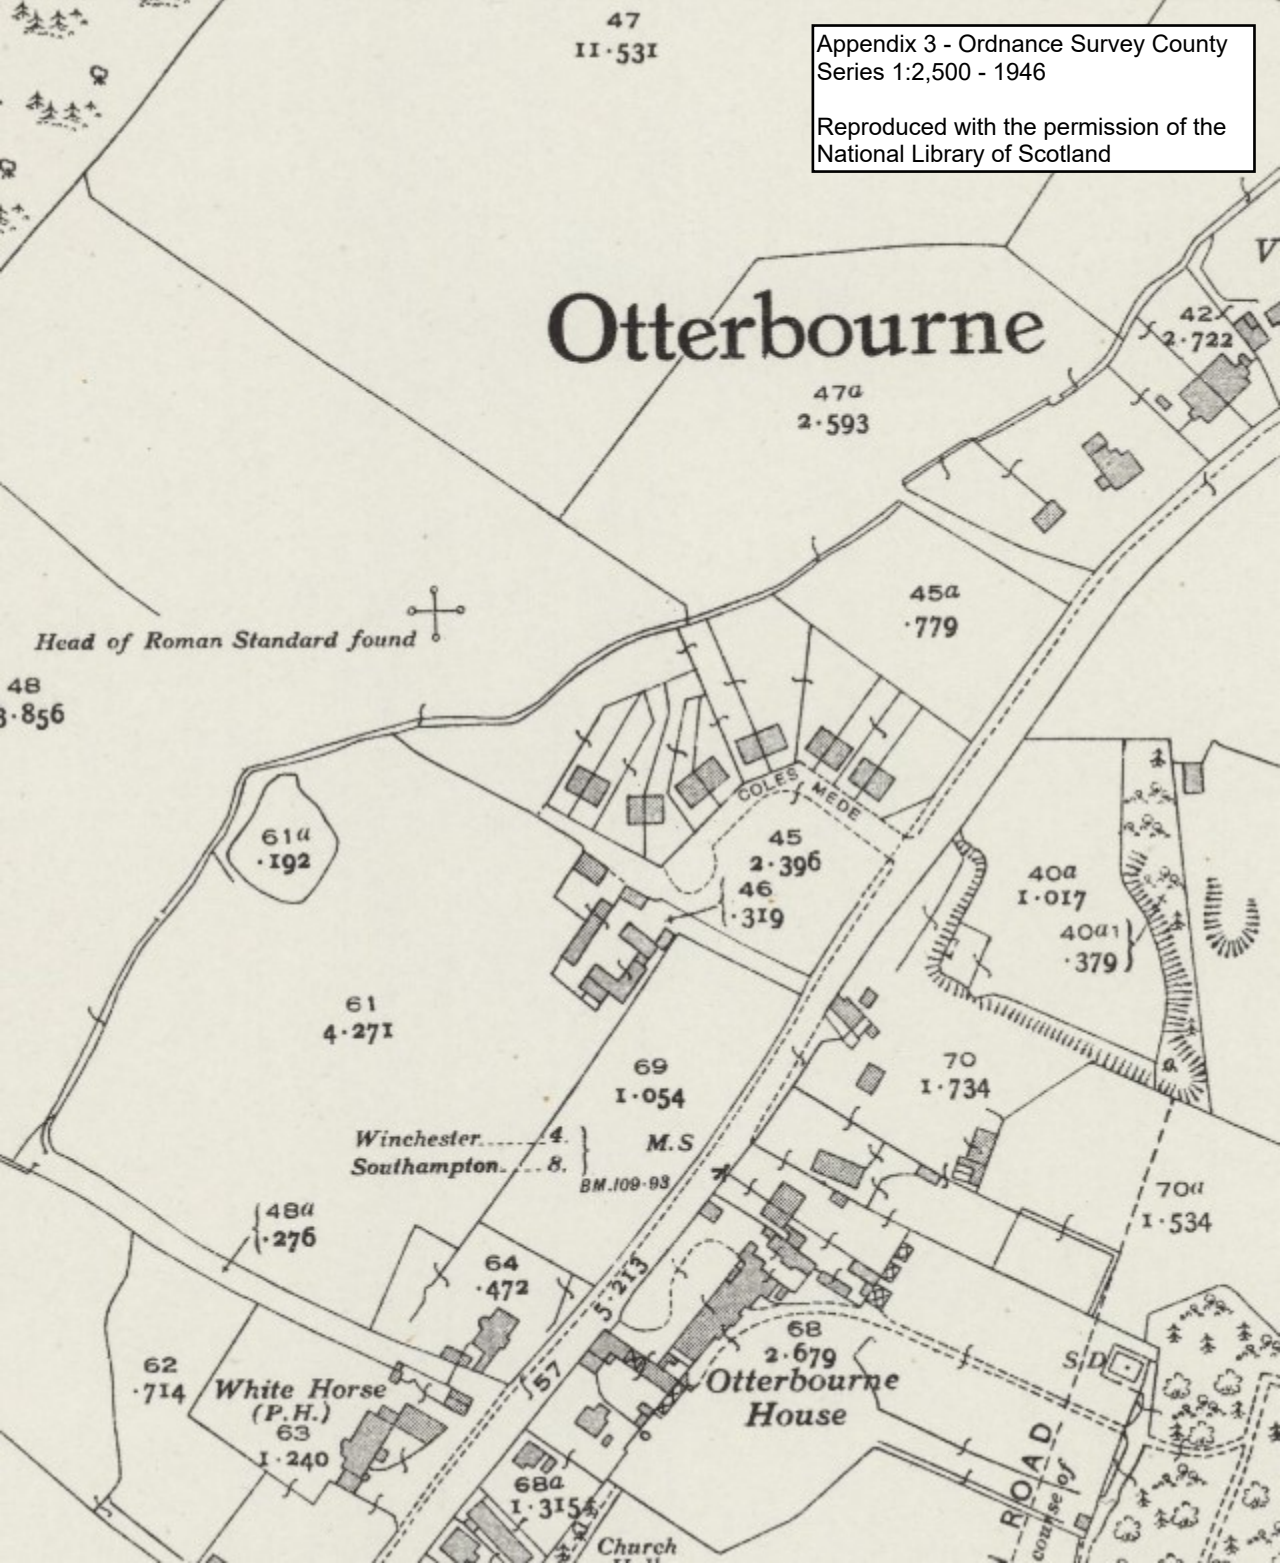 47
11·531
Appendix 3 - Ordnance Survey County
Series 1:2,500 - 1946
Reproduced with the permission of the
National Library of Scotland
V
42
2·722
Otterbourne
47a
2·593
45a
·779
Head of Roman Standard found
48
3·856
COLES MEDE
61a
·192
45
2·396
46
·319
40a
1·017
40a1
·379
61
4·271
69
1·054
70
1·734
Winchester 4.
Southampton 8.
M.S
BM.109·93
70a
1·534
48a
·276
64
·472
5·213
57
68
2·679
S.D
Otterbourne
House
62
·714
White Horse
(P.H.)
63
1·240
68a
1·315
ROAD
course of
Church